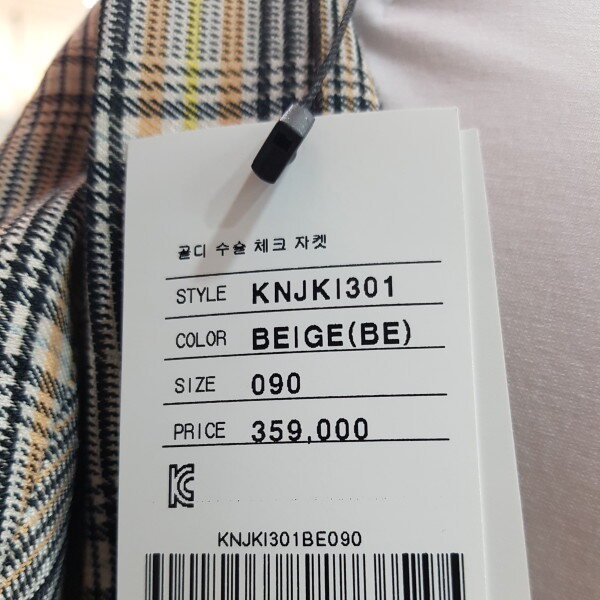 골디 수술 체크 자켓
STYLE KNJKI301
COLOR BEIGE(BE)
SIZE 090
PRICE 359,000
KNJKI301BE090